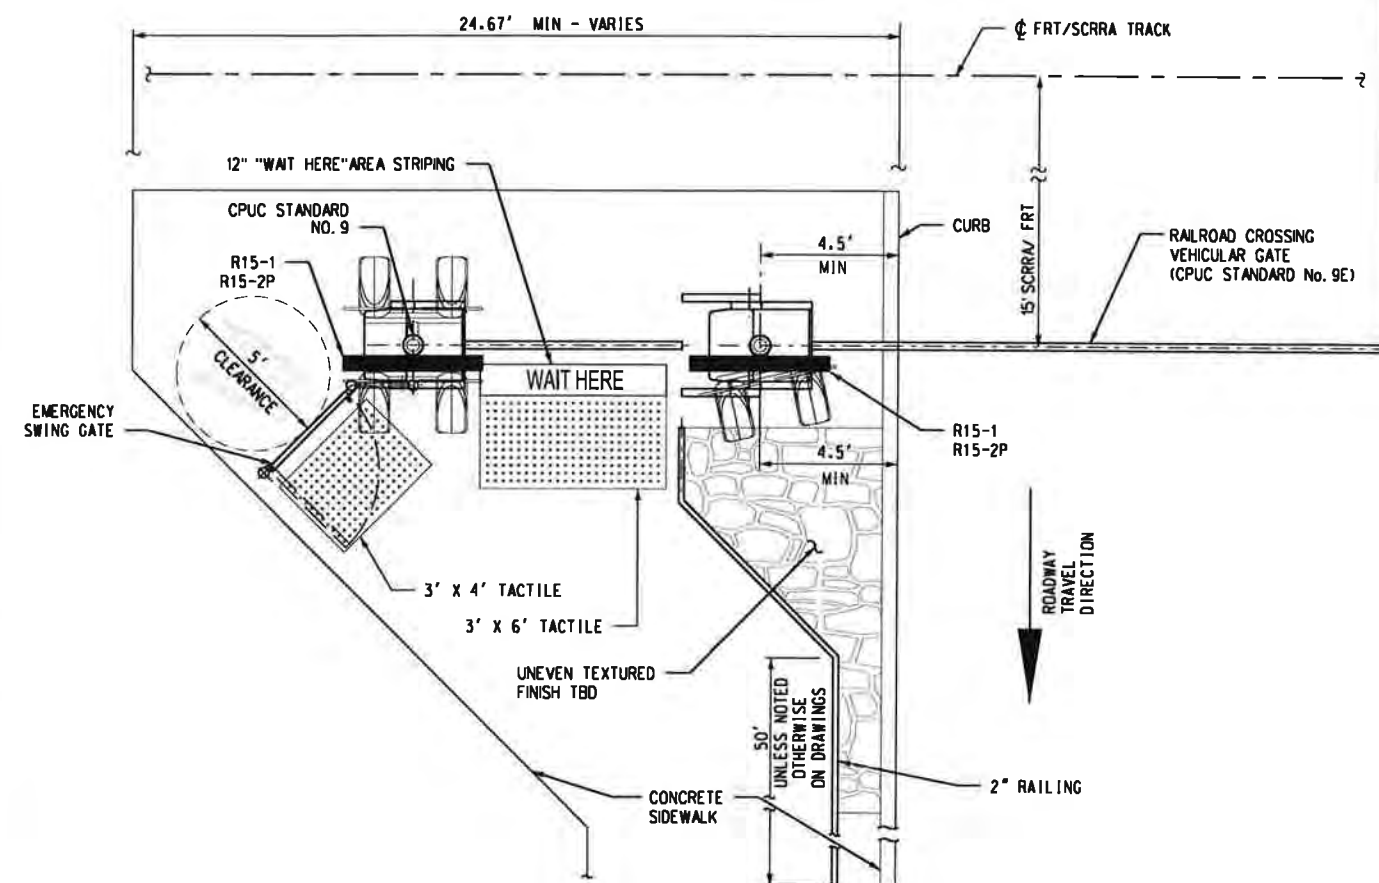 24.67' MIN - VARIES
℄ FRT/SCRRA TRACK
12" "WAIT HERE"AREA STRIPING
CPUC STANDARD
NO. 9
R15-1
R15-2P
5'
CLEARANCE
EMERGENCY
SWING GATE
WAIT HERE
4.5'
MIN
CURB
15' SCRRA/ FRT
RAILROAD CROSSING
VEHICULAR GATE
(CPUC STANDARD No. 9E)
R15-1
R15-2P
4.5'
MIN
3' X 4' TACTILE
3' X 6' TACTILE
UNEVEN TEXTURED
FINISH TBD
ROADWAY
TRAVEL
DIRECTION
50'
UNLESS NOTED
OTHERWISE
ON DRAWINGS
2" RAILING
CONCRETE
SIDEWALK